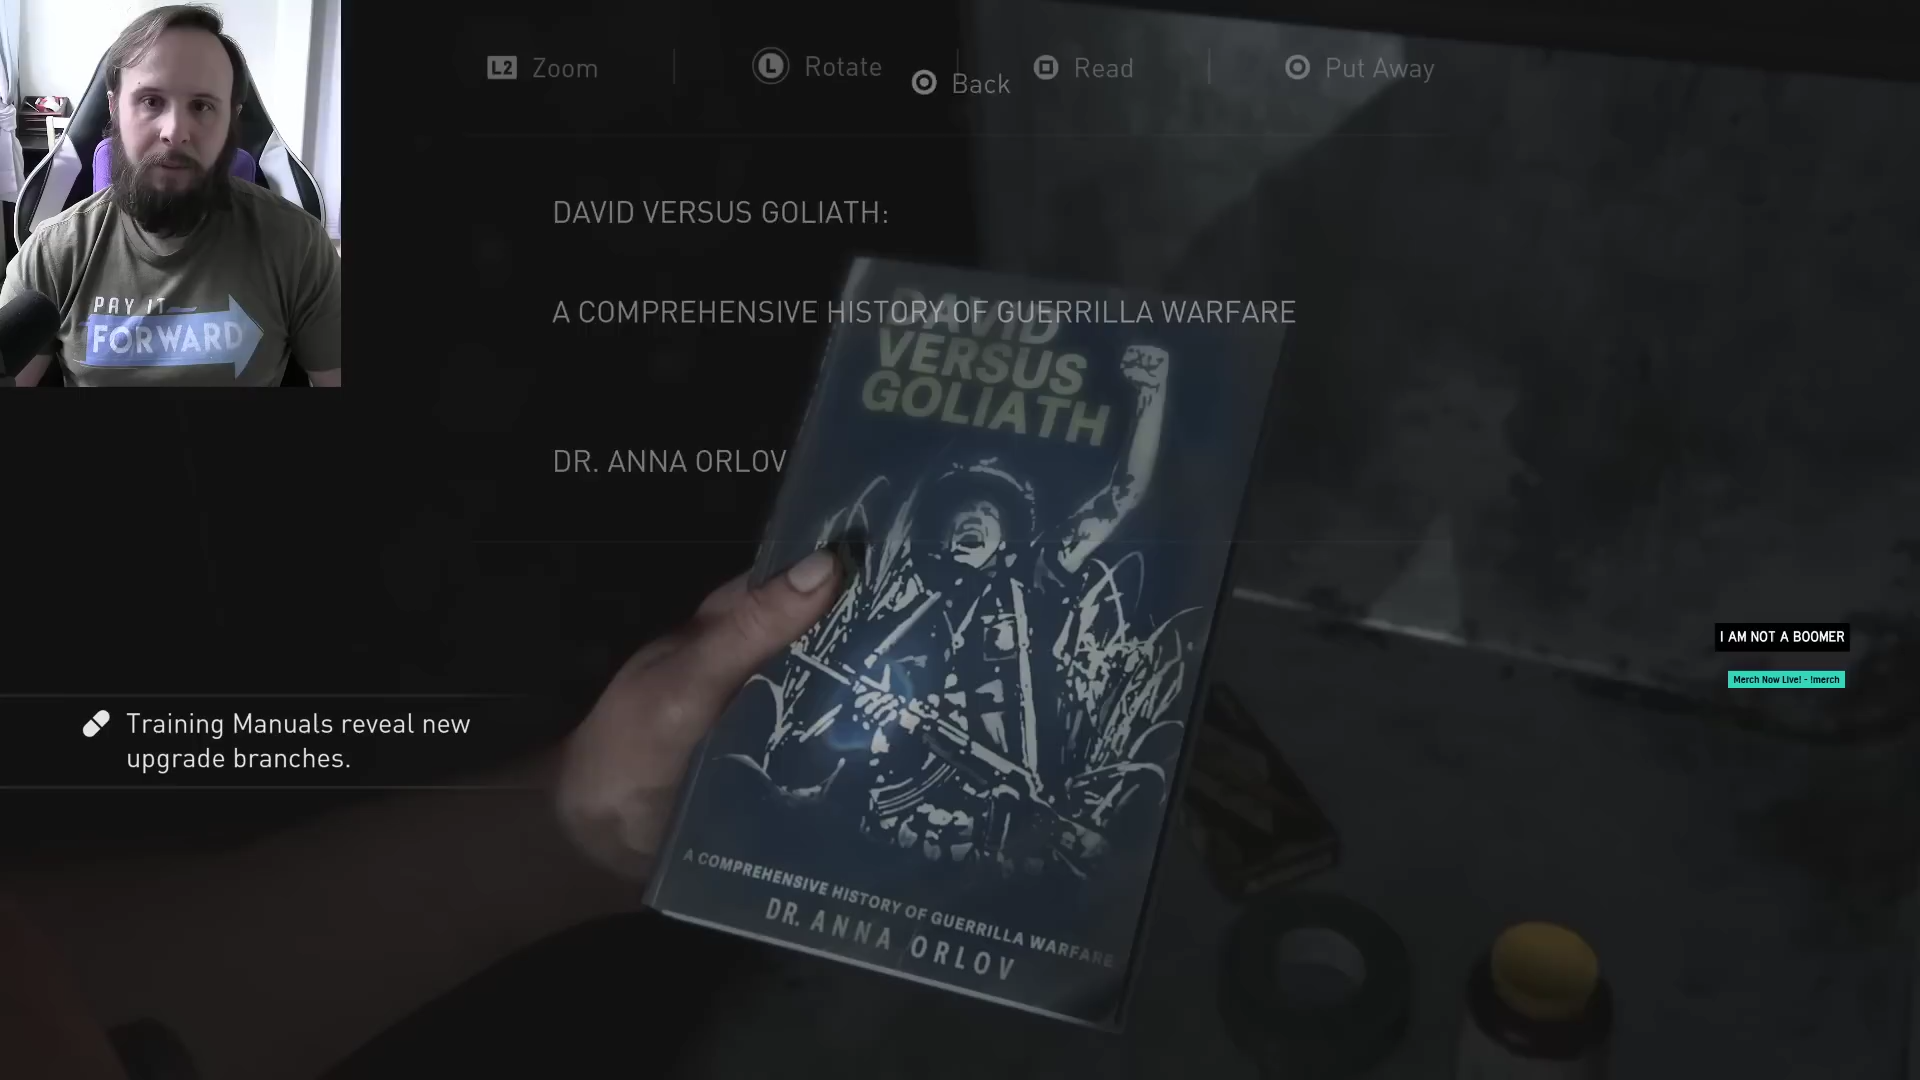 L2 Zoom
L Rotate
Back
Read
Put Away
DAVID VERSUS GOLIATH:
A COMPREHENSIVE HISTORY OF GUERRILLA WARFARE
DR. ANNA ORLOV
DAVID
VERSUS
GOLIATH
A COMPREHENSIVE HISTORY OF GUERRILLA WARFARE
DR. ANNA ORLOV
PAY IT
FORWARD
Training Manuals reveal new
upgrade branches.
I AM NOT A BOOMER
Merch Now Live! - !merch